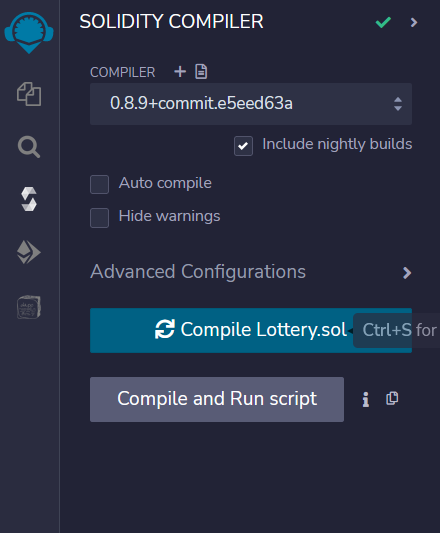 SOLIDITY COMPILER
COMPILER
0.8.9+commit.e5eed63a
Include nightly builds
Auto compile
Hide warnings
Advanced Configurations
Compile Lottery.sol
Ctrl+S for
Compile and Run script